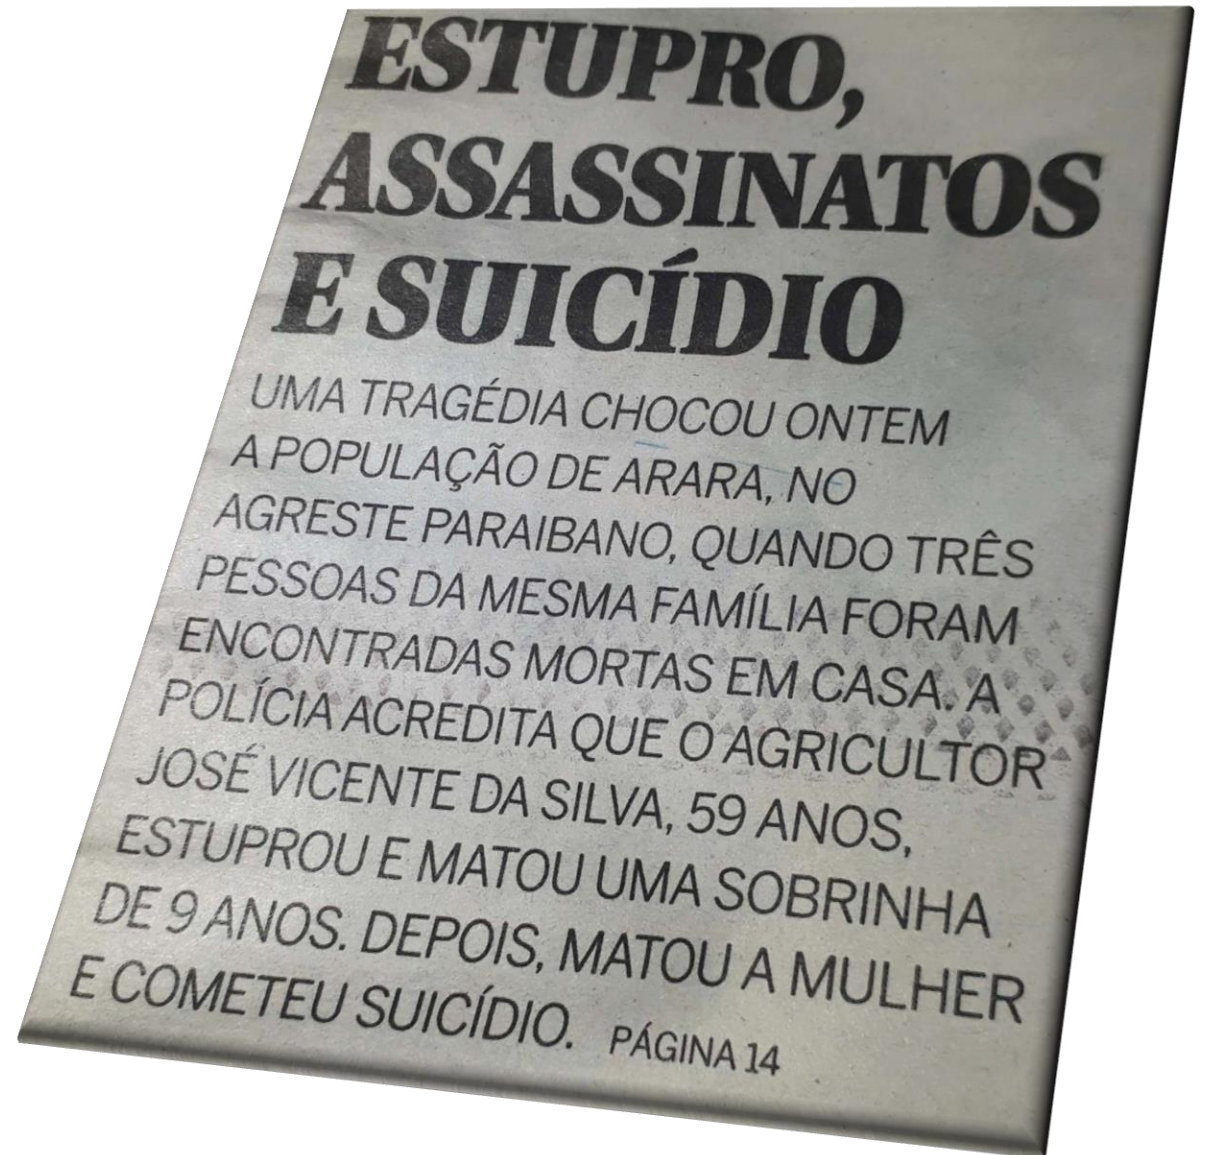 ESTUPRO,
ASSASSINATOS
E SUICÍDIO
UMA TRAGÉDIA CHOCOU ONTEM
A POPULAÇÃO DE ARARA, NO
AGRESTE PARAIBANO, QUANDO TRÊS
PESSOAS DA MESMA FAMÍLIA FORAM
ENCONTRADAS MORTAS EM CASA. A
POLÍCIA ACREDITA QUE O AGRICULTOR
JOSÉ VICENTE DA SILVA, 59 ANOS,
ESTUPROU E MATOU UMA SOBRINHA
DE 9 ANOS. DEPOIS, MATOU A MULHER
E COMETEU SUICÍDIO. PÁGINA 14